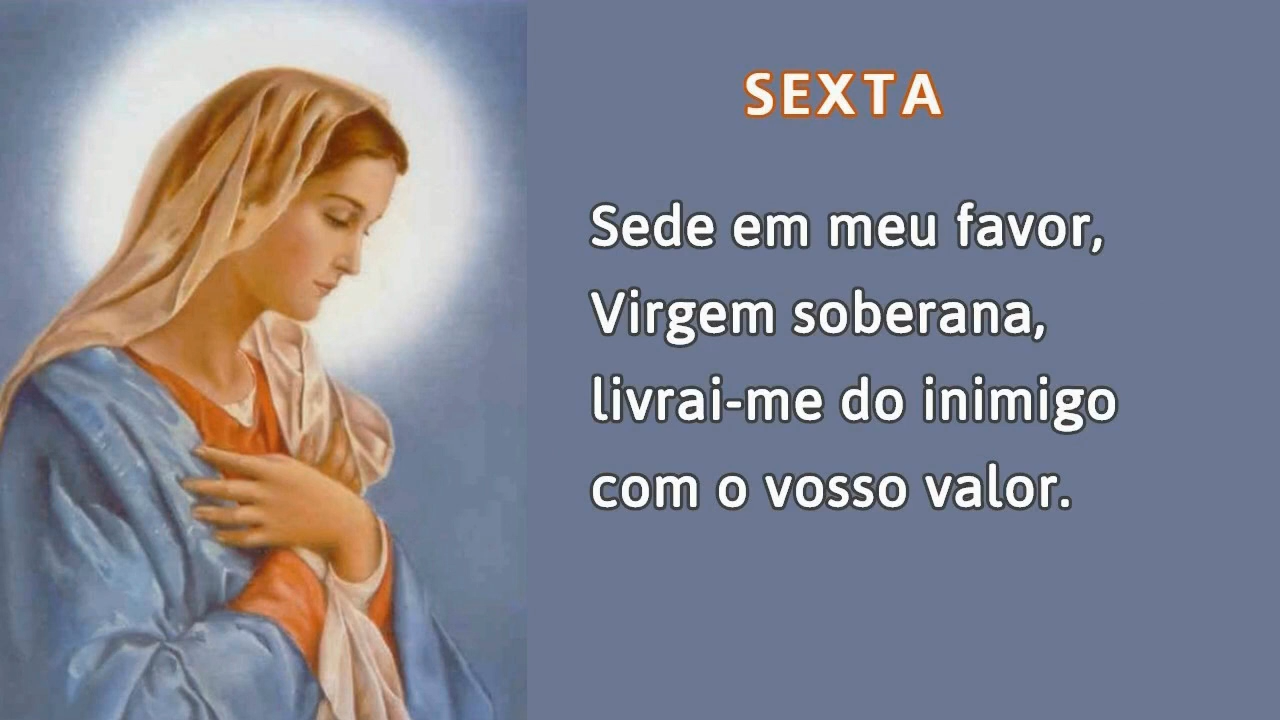 SEXTA
Sede em meu favor,
Virgem soberana,
livrai-me do inimigo
com o vosso valor.